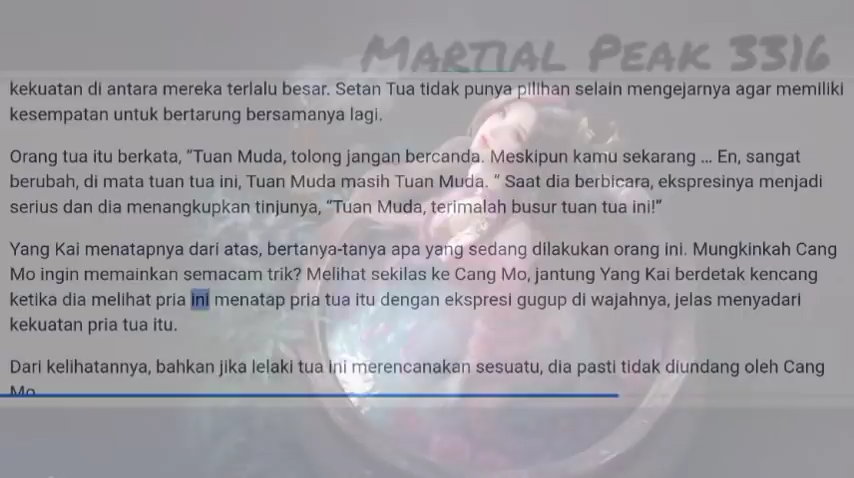 MARTIAL PEAK 3316
kekuatan di antara mereka terlalu besar. Setan Tua tidak punya pilihan selain mengejarnya agar memiliki
kesempatan untuk bertarung bersamanya lagi.
Orang tua itu berkata, “Tuan Muda, tolong jangan bercanda. Meskipun kamu sekarang ... En, sangat
berubah, di mata tuan tua ini, Tuan Muda masih Tuan Muda. “ Saat dia berbicara, ekspresinya menjadi
serius dan dia menangkupkan tinjunya, “Tuan Muda, terimalah busur tuan tua ini!”
Yang Kai menatapnya dari atas, bertanya-tanya apa yang sedang dilakukan orang ini. Mungkinkah Cang
Mo ingin memainkan semacam trik? Melihat sekilas ke Cang Mo, jantung Yang Kai berdetak kencang
ketika dia melihat pria ini menatap pria tua itu dengan ekspresi gugup di wajahnya, jelas menyadari
kekuatan pria tua itu.
Dari kelihatannya, bahkan jika lelaki tua ini merencanakan sesuatu, dia pasti tidak diundang oleh Cang
Mo